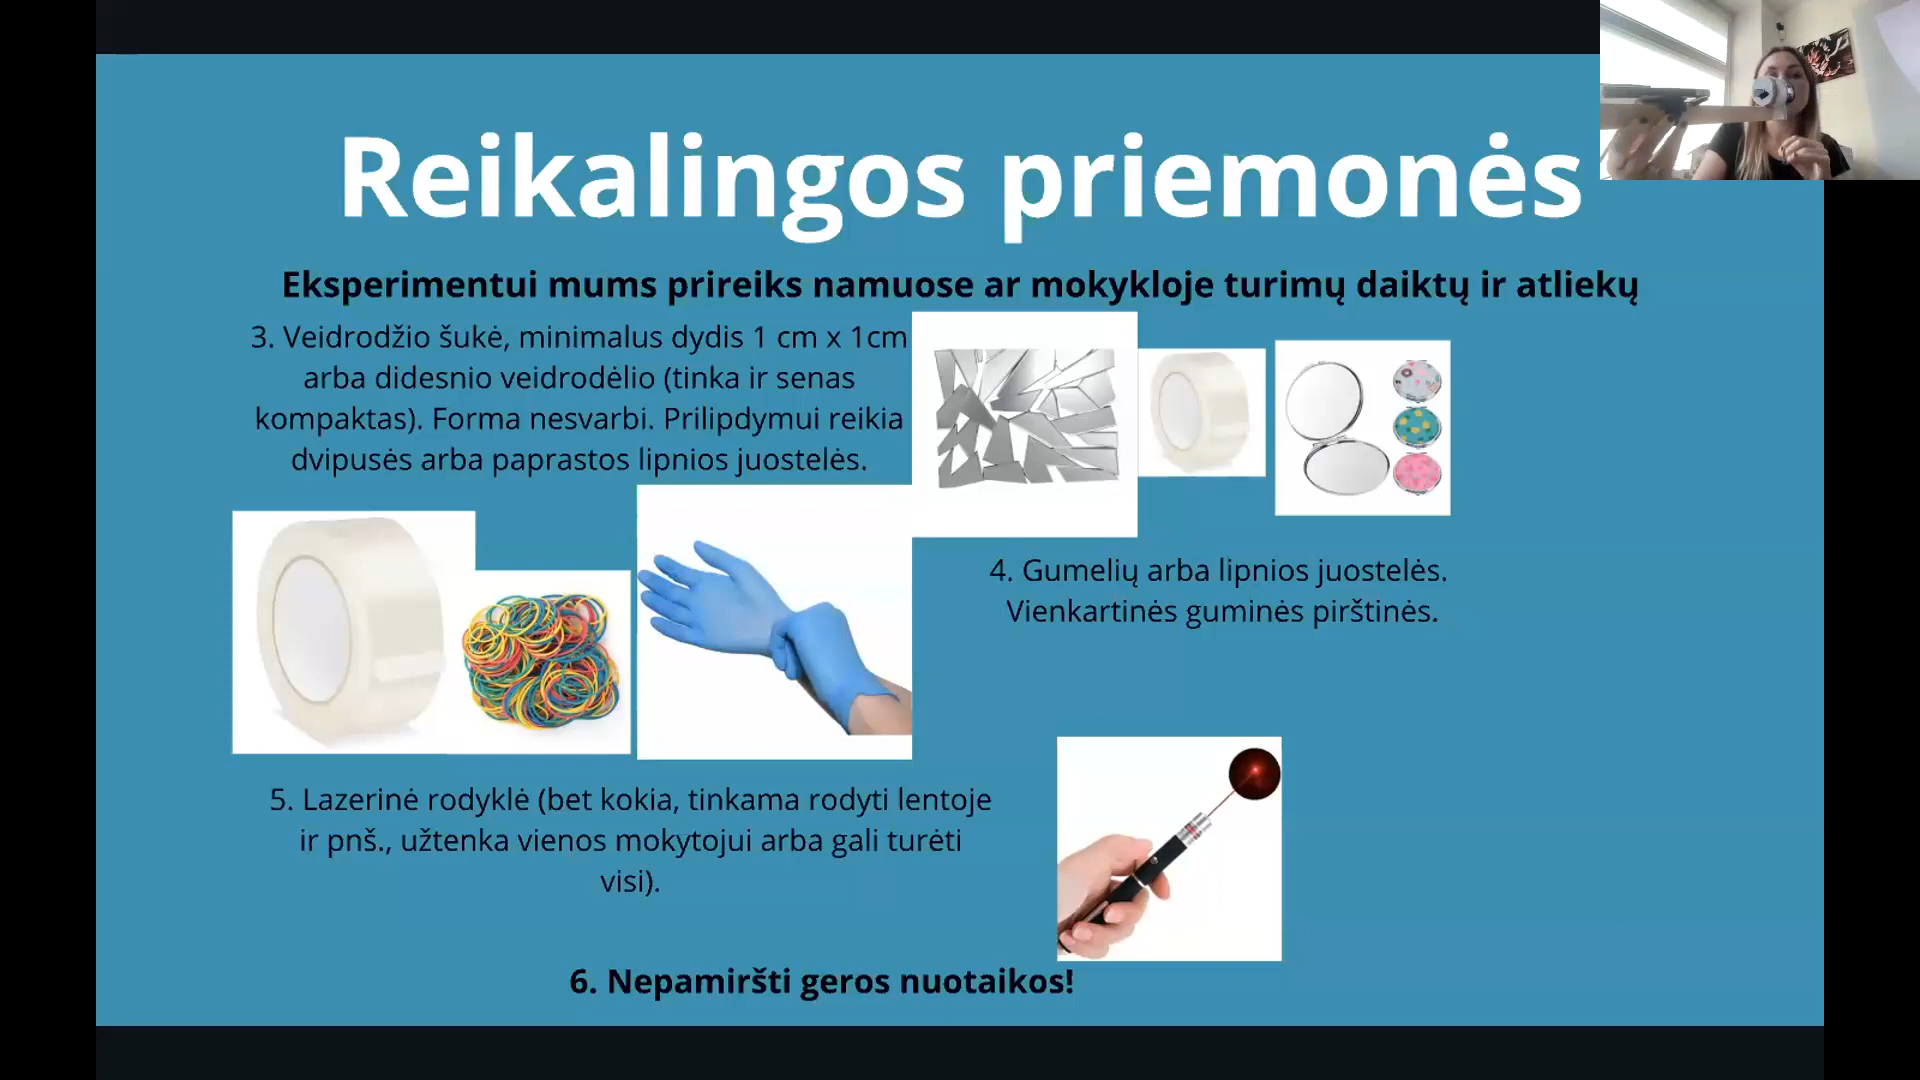 Reikalingos priemonės
Eksperimentui mums prireiks namuose ar mokykloje turimų daiktų ir atliekų
3. Veidrodžio šukė, minimalus dydis 1 cm x 1cm
arba didesnio veidrodėlio (tinka ir senas
kompaktas). Forma nesvarbi. Prilipdymui reikia
dvipusės arba paprastos lipnios juostelės.
4. Gumelių arba lipnios juostelės.
Vienkartinės guminės pirštinės.
5. Lazerinė rodyklė (bet kokia, tinkama rodyti lentoje
ir pnš., užtenka vienos mokytojui arba gali turėti
visi).
6. Nepamiršti geros nuotaikos!